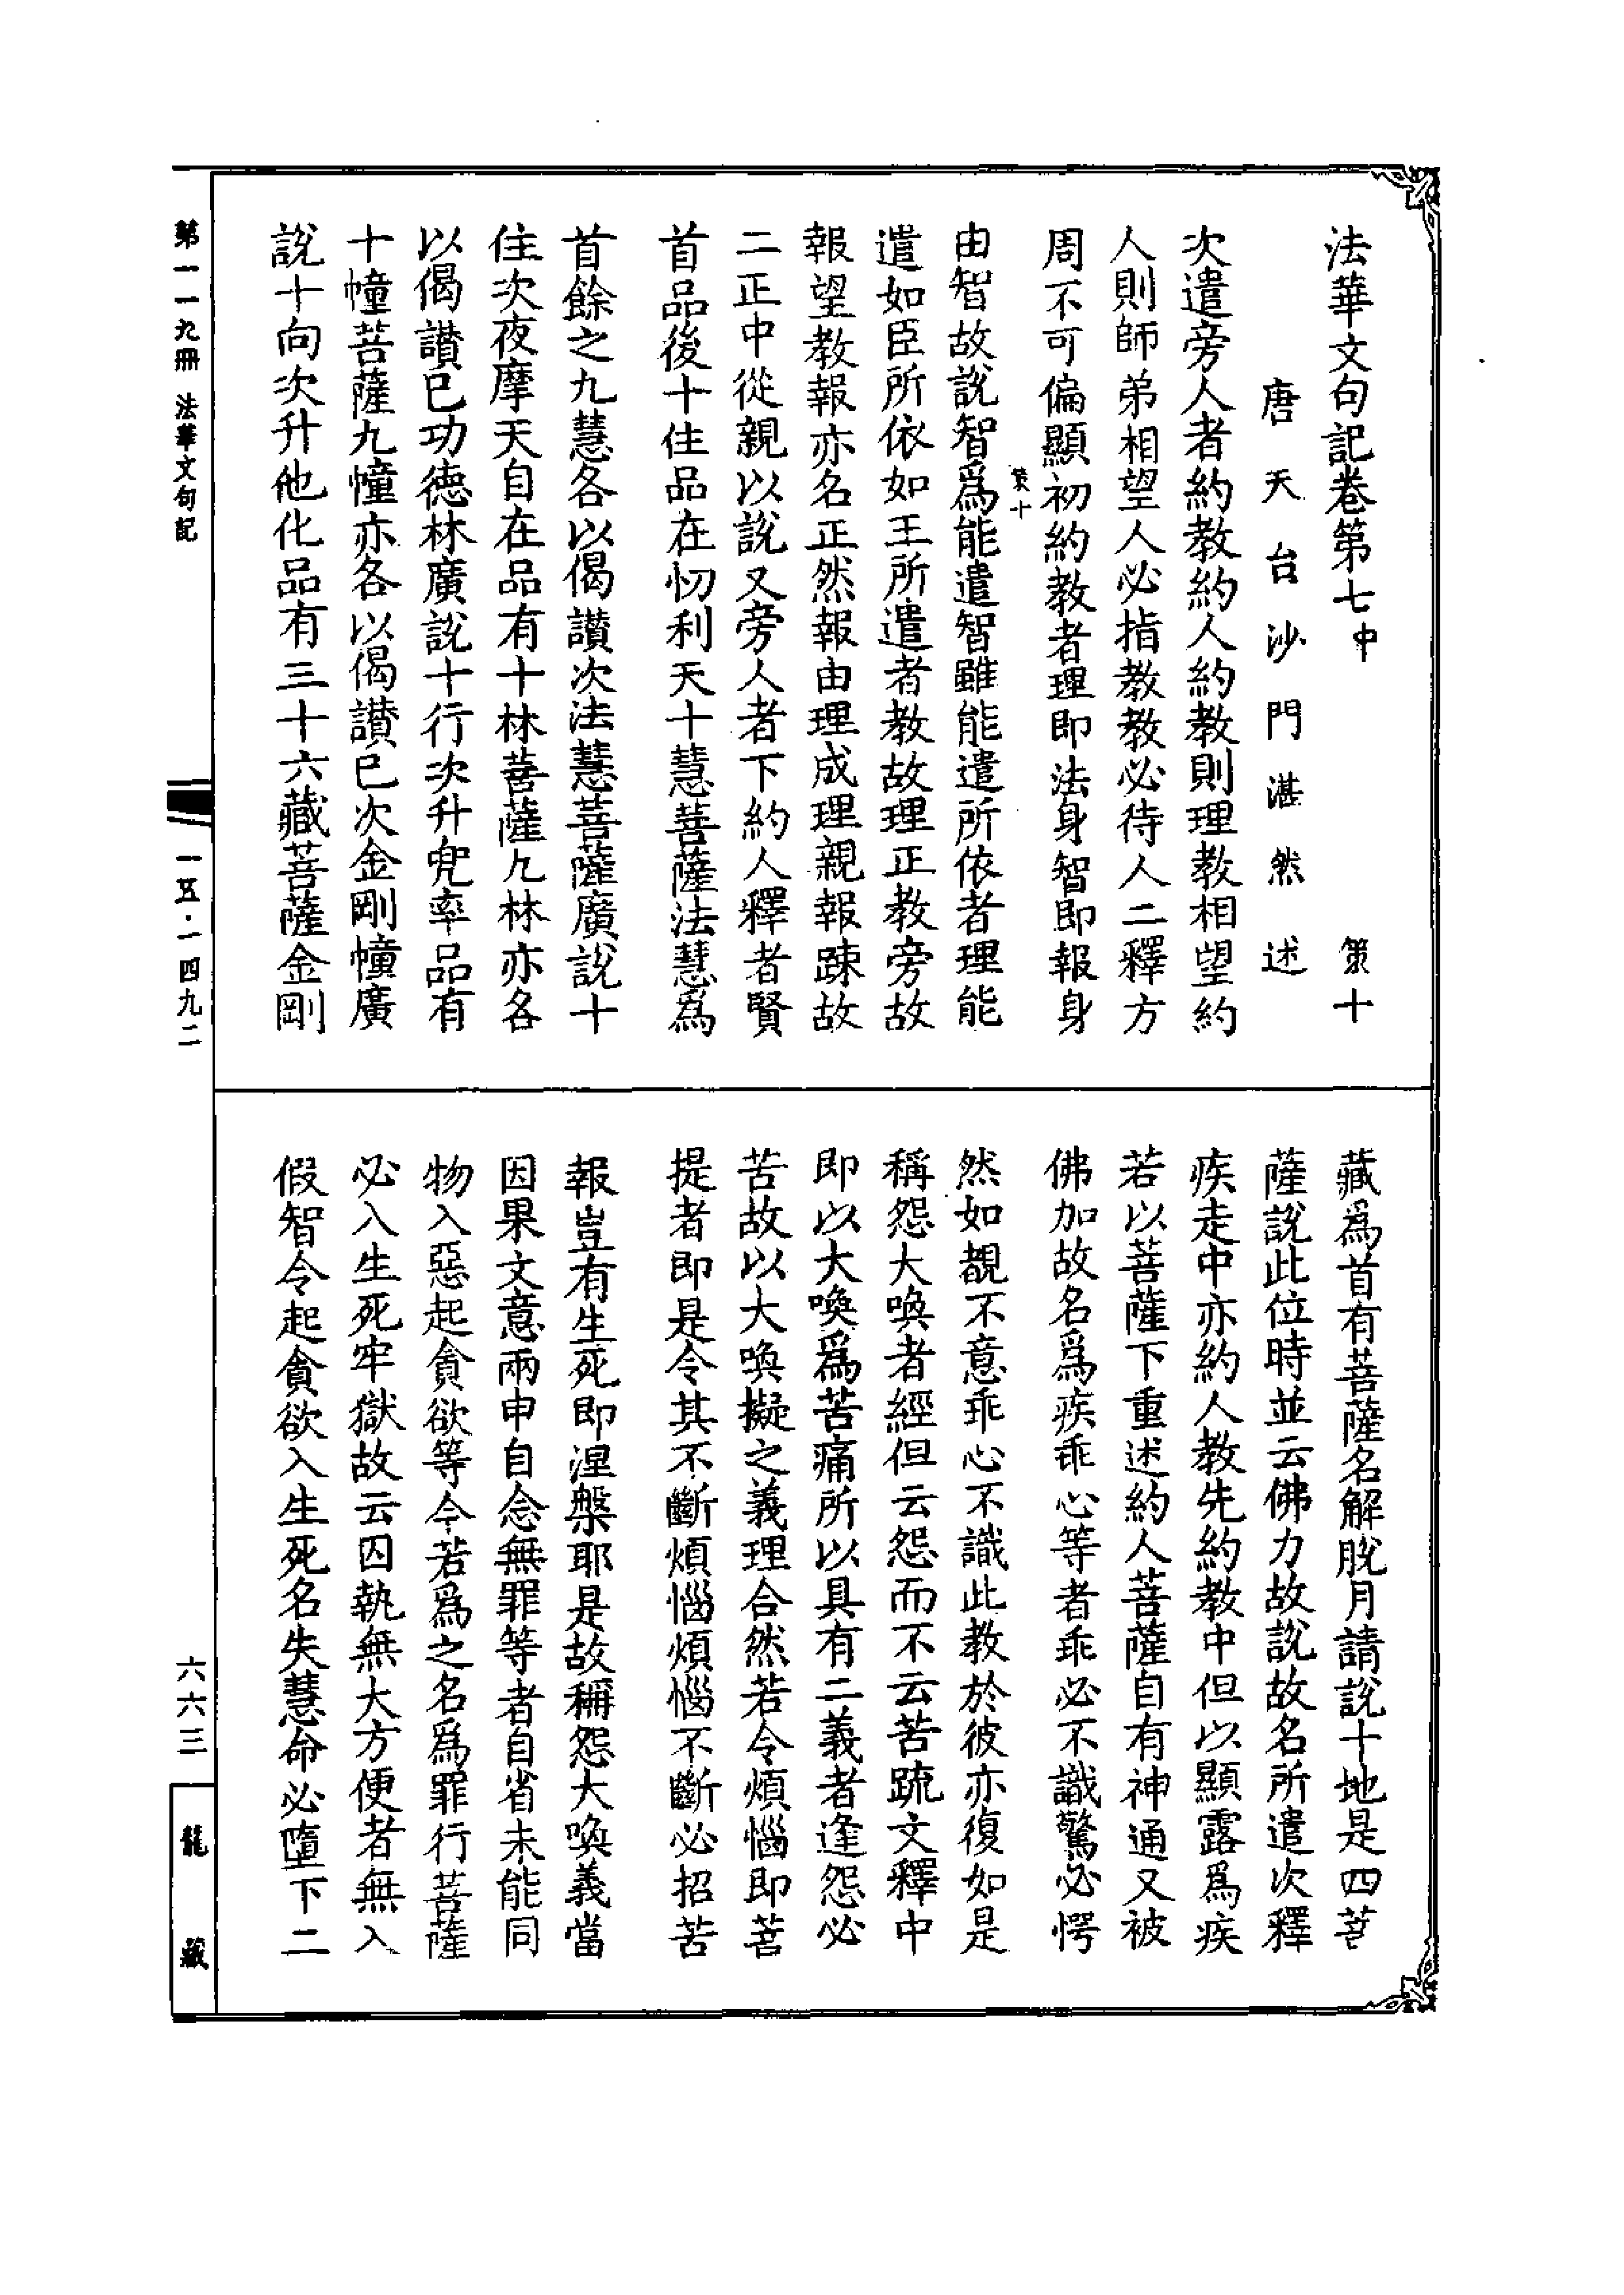 法華文句記卷第七中 策十
唐天台沙門湛然述
次遣旁人者約教約人約教則理教相望約
人則師弟相望人必指教教必待人二釋方
周不可偏顯初約教者理即法身智即報身
策十
由智故說智爲能遣智雖能遣所依者理能
遣如臣所依如王所遣者教故理正教旁故
報望教報亦名正然報由理成理親報踈故
二正中從親以說又旁人者下約人釋者賢
首品後十住品在忉利天十慧菩薩法慧爲
首餘之九慧各以偈讃次法慧菩薩廣說十
住次夜摩天自在品有十林菩薩九林亦各
以偈讃已功德林廣說十行次升兜率品有
十幢菩薩九幢亦各以偈讃已次金剛幢廣
說十向次升他化品有三十六藏菩薩金剛
藏爲首有菩薩名解脫月請說十地是四菩
薩說此位時並云佛力故說故名所遣次釋
疾走中亦約人教先約教中但以顯露爲疾
若以菩薩下重述約人菩薩自有神通又被
佛加故名爲疾乖心等者乖必不識驚必愕
然如覩不意乖心不識此教於彼亦復如是
稱怨大喚者經但云怨而不云苦疏文釋中
即以大喚爲苦痛所以具有二義者逢怨必
苦故以大喚擬之義理合然若令煩惱即菩
提者即是令其不斷煩惱煩惱不斷必招苦
報豈有生死即涅槃耶是故稱怨大喚義當
因果文意兩申自念無罪等者自省未能同
物入惡起貪欲等今若爲之名爲罪行菩薩
必入生死牢獄故云囚執無大方便者無入
假智令起貪欲入生死名失慧命必墮下二
第一一九冊 法華文句記
一五·一四九二
六六三
龍藏